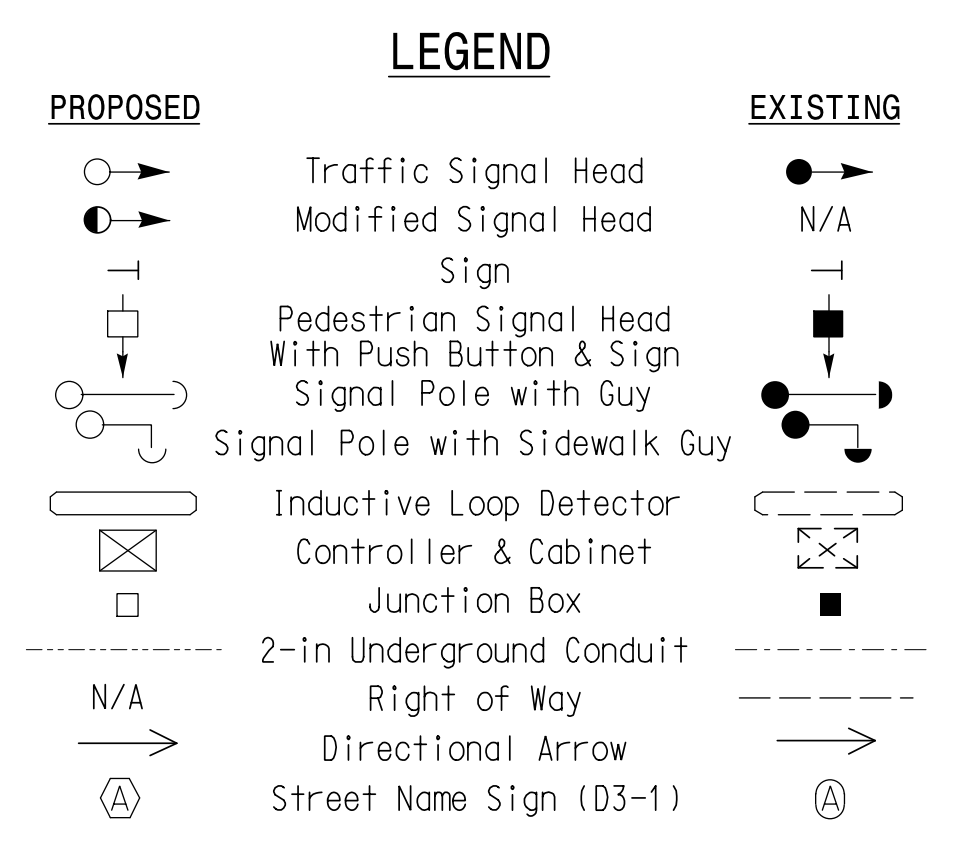 LEGEND
PROPOSED EXISTING
Traffic Signal Head
Modified Signal Head N/A
Sign
Pedestrian Signal Head
With Push Button & Sign
Signal Pole with Guy
Signal Pole with Sidewalk Guy
Inductive Loop Detector
Controller & Cabinet
Junction Box
2-in Underground Conduit
N/A Right of Way
Directional Arrow
A Street Name Sign (D3-1) A